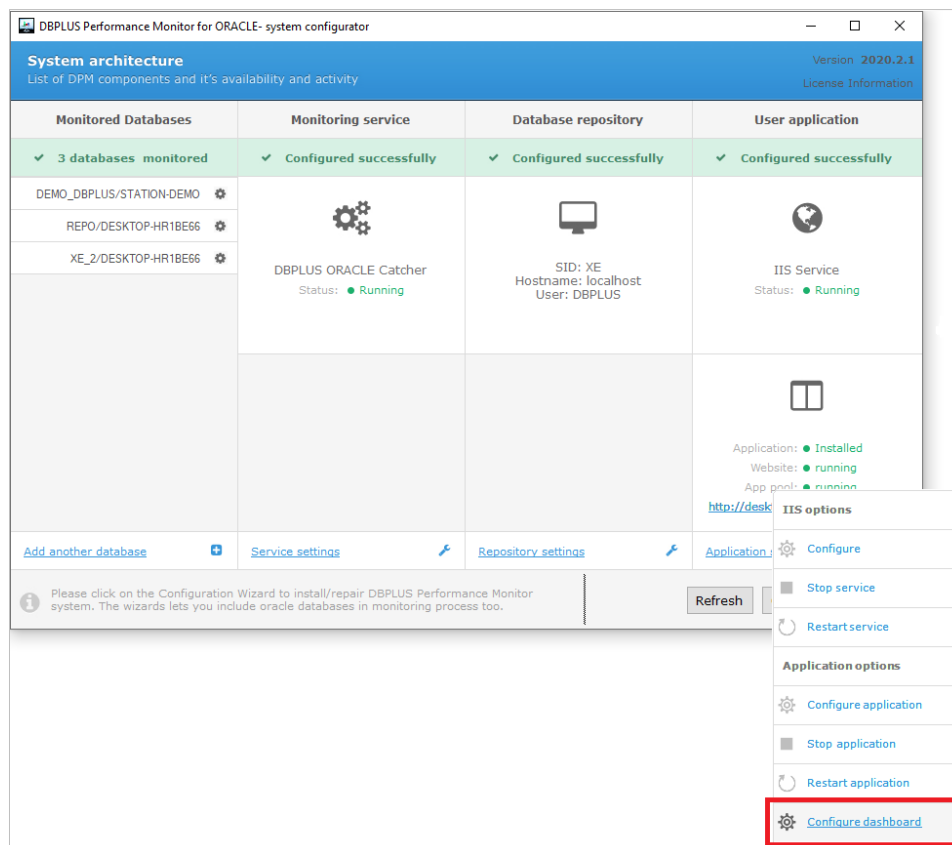 DBPLUS Performance Monitor for ORACLE- system configurator
System architecture
List of DPM components and it's availability and activity
Version 2020.2.1
License Information
Monitored Databases
Monitoring service
Database repository
User application
3 databases monitored
Configured successfully
Configured successfully
Configured successfully
DEMO_DBPLUS/STATION-DEMO
REPO/DESKTOP-HR1BE66
XE_2/DESKTOP-HR1BE66
DBPLUS ORACLE Catcher
Status: Running
SID: XE
Hostname: localhost
User: DBPLUS
IIS Service
Status: Running
Application: Installed
Website: running
App pool: running
http://desk
Add another database
Service settings
Repository settings
Application
Please click on the Configuration Wizard to install/repair DBPLUS Performance Monitor
system. The wizards lets you include oracle databases in monitoring process too.
Refresh
IIS options
Configure
Stop service
Restart service
Application options
Configure application
Stop application
Restart application
Configure dashboard